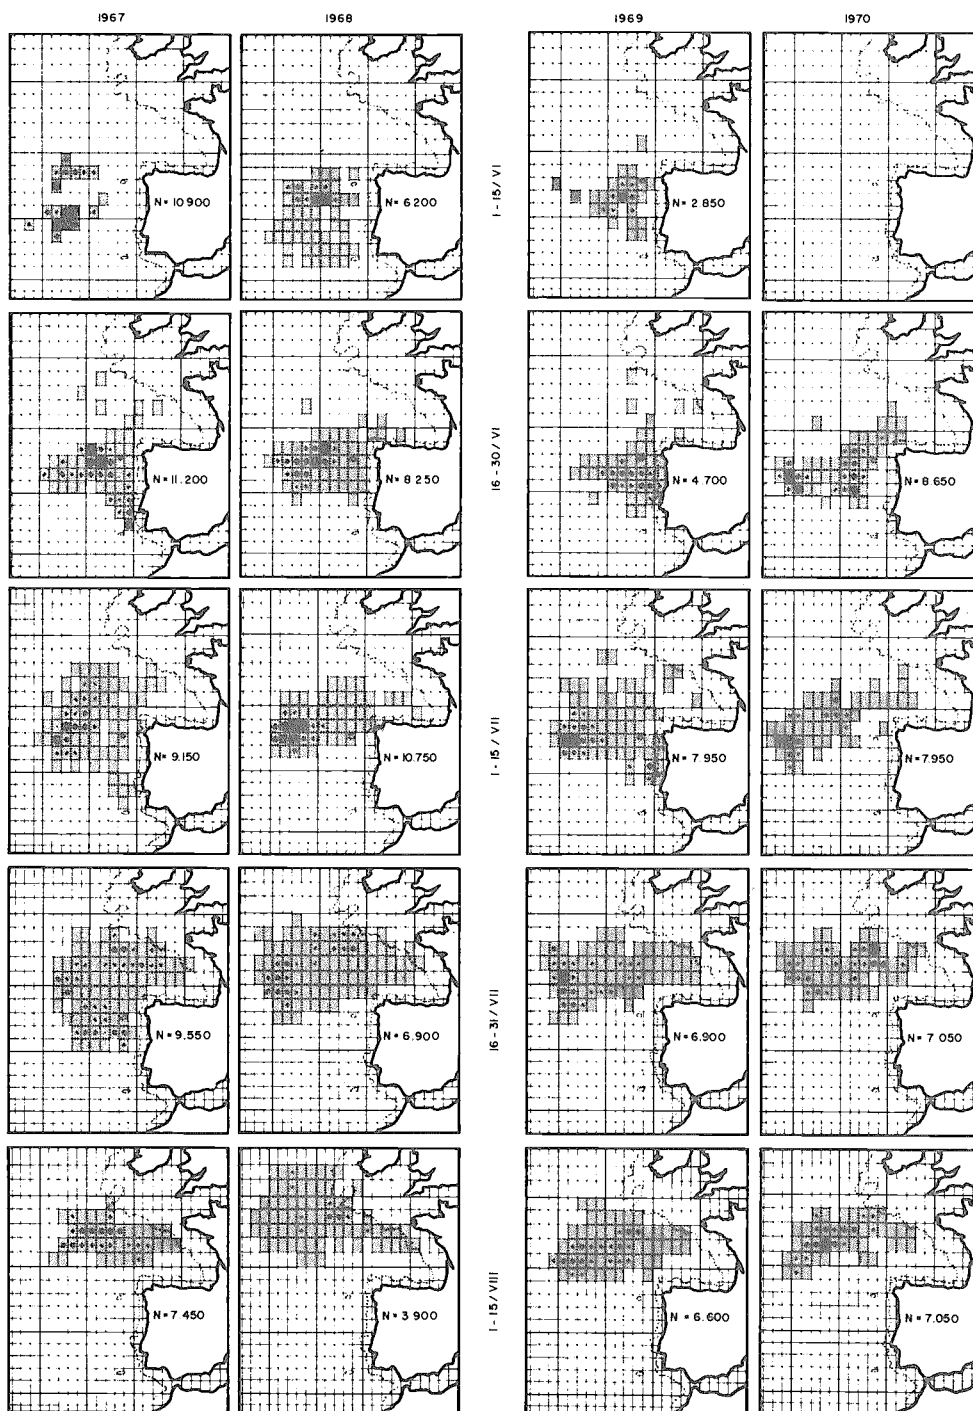 1967 1968 1969 1970
N = 10 900 N = 6 200 1 - 15 / VI N = 2 850
N = 11. 200 N = 8 250 16 - 30 / VI N = 4 700 N = 8 650
N = 9.150 N = 10.750 1 - 15 / VII N = 7 950 N = 7.950
N = 9.550 N = 6.900 16 - 31 / VII N = 6.900 N = 7 050
N = 7 450 N = 3 900 1 - 15 / VIII N = 6. 600 N = 7.050